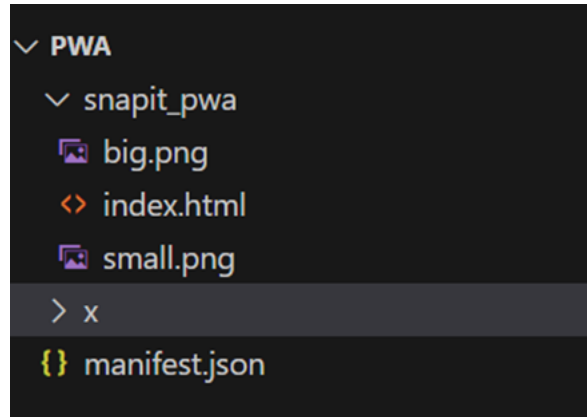 PWA
snapit_pwa
big.png
index.html
small.png
x
manifest.json